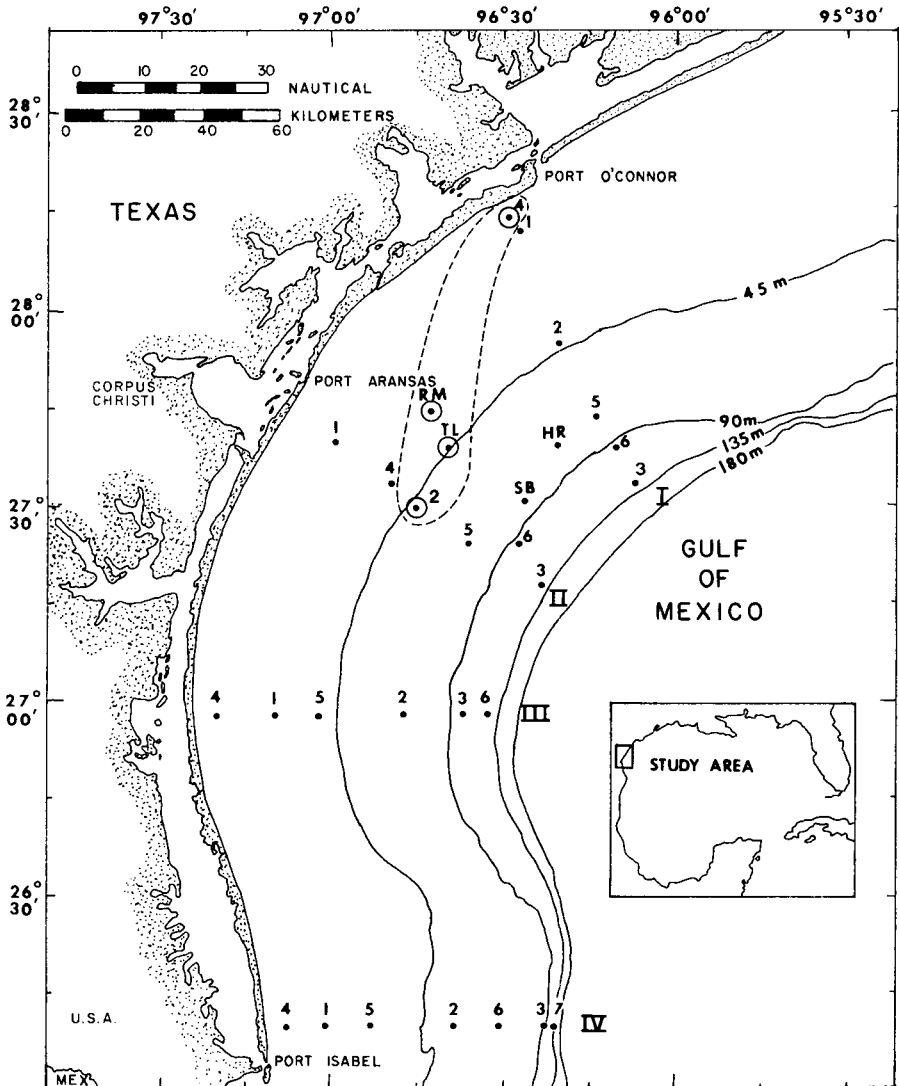 97°30' 97°00' 96°30' 96°00' 95°30'
0 10 20 30 NAUTICAL
KILOMETERS
0 20 40 60
28°
30'
PORT O'CONNOR
TEXAS
4
1
45m
28°
00'
2
PORT ARANSAS
CORPUS
CHRISTI
RM
5
90m
1
TL
HR
6
135m
180m
4
3
I
SB
2
27°
30'
5
6
GULF
OF
MEXICO
3
II
27°
00'
4 1 5 2 3 6 III
STUDY AREA
26°
30'
U.S.A.
4 1 5 2 6 3 7 IV
PORT ISABEL
MEX